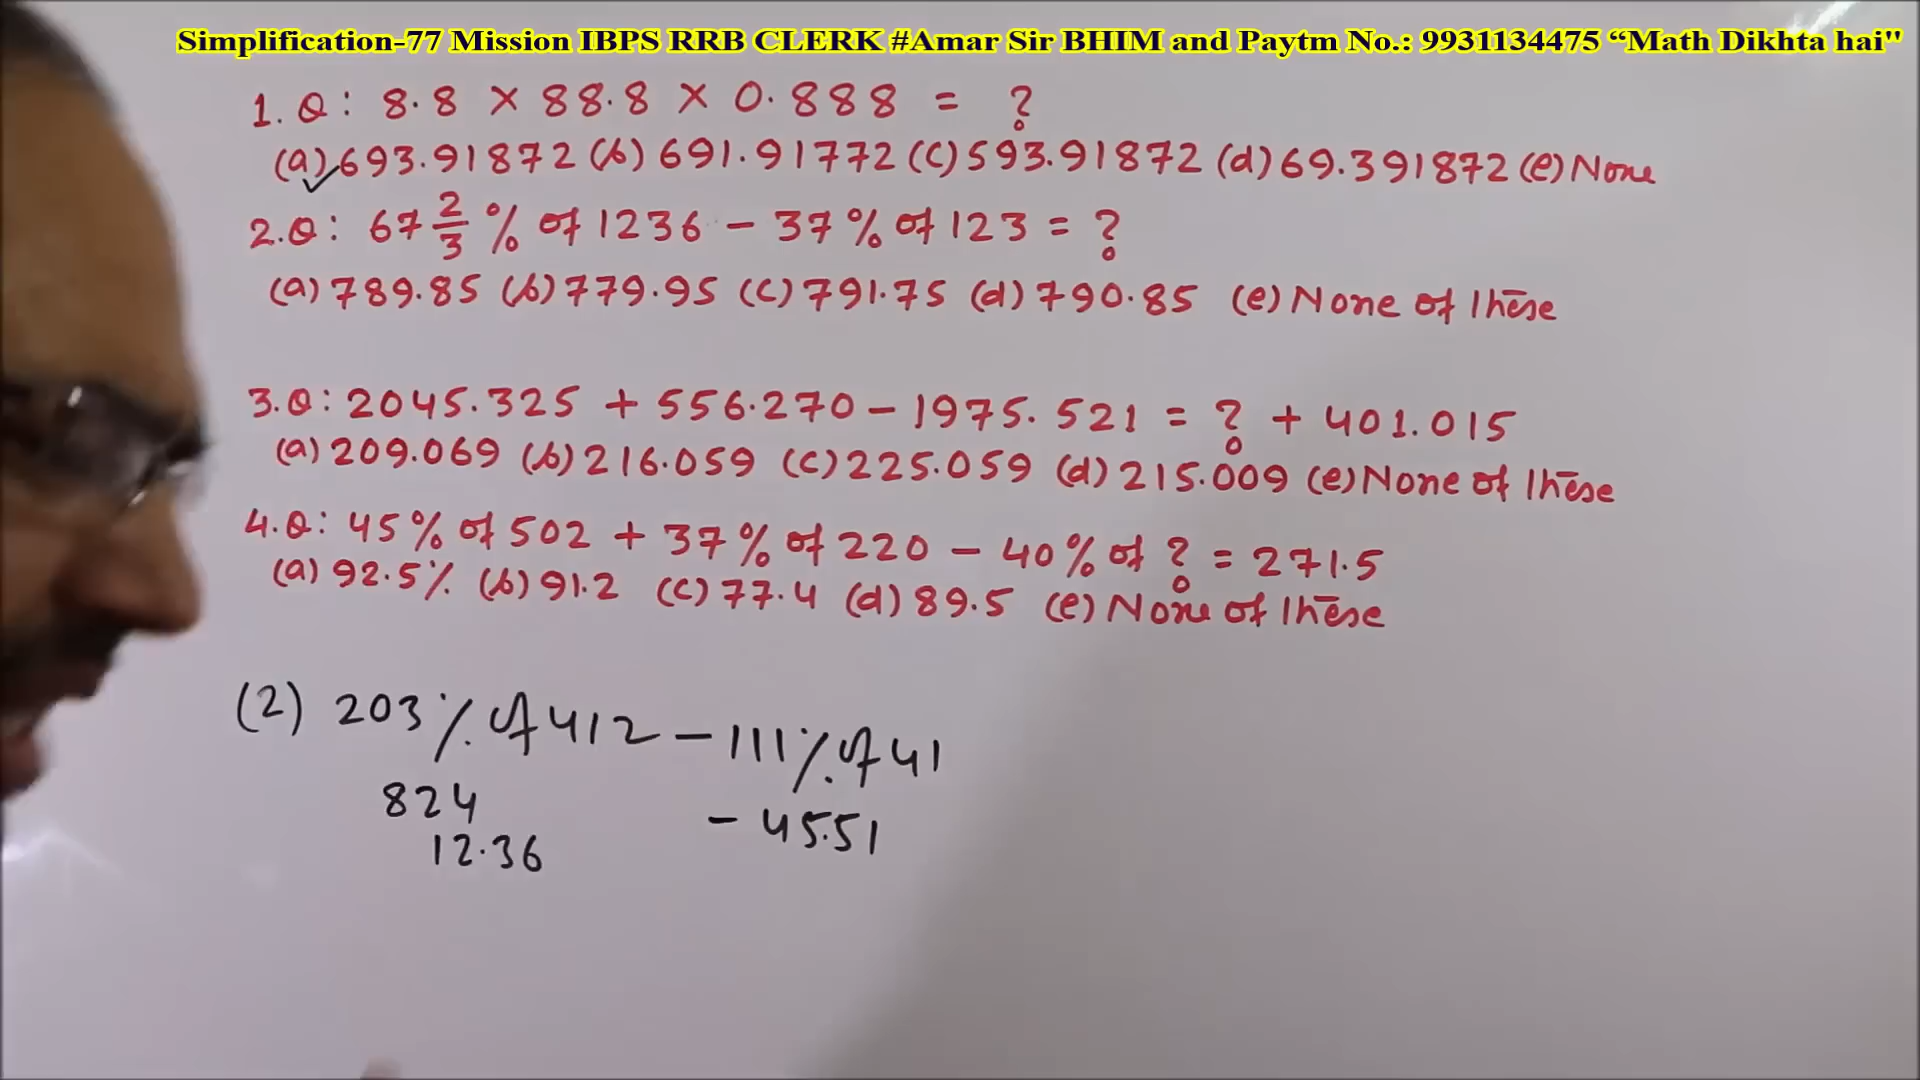 Simplification-77 Mission IBPS RRB CLERK #Amar Sir BHIM and Paytm No.: 9931134475 “Math Dikhta hai"
1. Q: 8.8 × 88.8 × 0.888 = ?
(a) 693.91872 (b) 691.91772 (c) 593.91872 (d) 69.391872 (e) None
2. Q: 67 2/3 % of 1236 - 37% of 123 = ?
(a) 789.85 (b) 779.95 (c) 791.75 (d) 790.85 (e) None of these
3. Q: 2045.325 + 556.270 - 1975.521 = ? + 401.015
(a) 209.069 (b) 216.059 (c) 225.059 (d) 215.009 (e) None of these
4. Q: 45% of 502 + 37% of 220 - 40% of ? = 271.5
(a) 92.5% (b) 91.2 (c) 77.4 (d) 89.5 (e) None of these
(2) 203% of 412 - 111% of 41
824 - 45.51
12.36